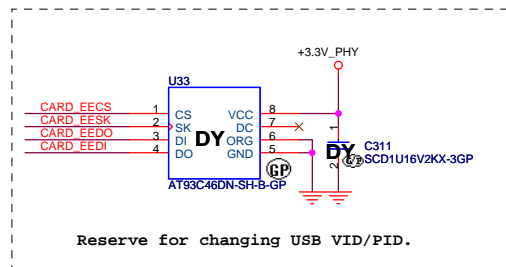 +3.3V_PHY
U33
CARD_EECS 1 CS VCC 8
CARD_EESK 2 SK DC 7
CARD_EEDO 3 DI ORG 6
CARD_EEDI 4 DO GND 5
DY
GP
AT93C46DN-SH-B-GP
1
C311
DY
GP
SCD1U16V2KX-3GP
2
Reserve for changing USB VID/PID.